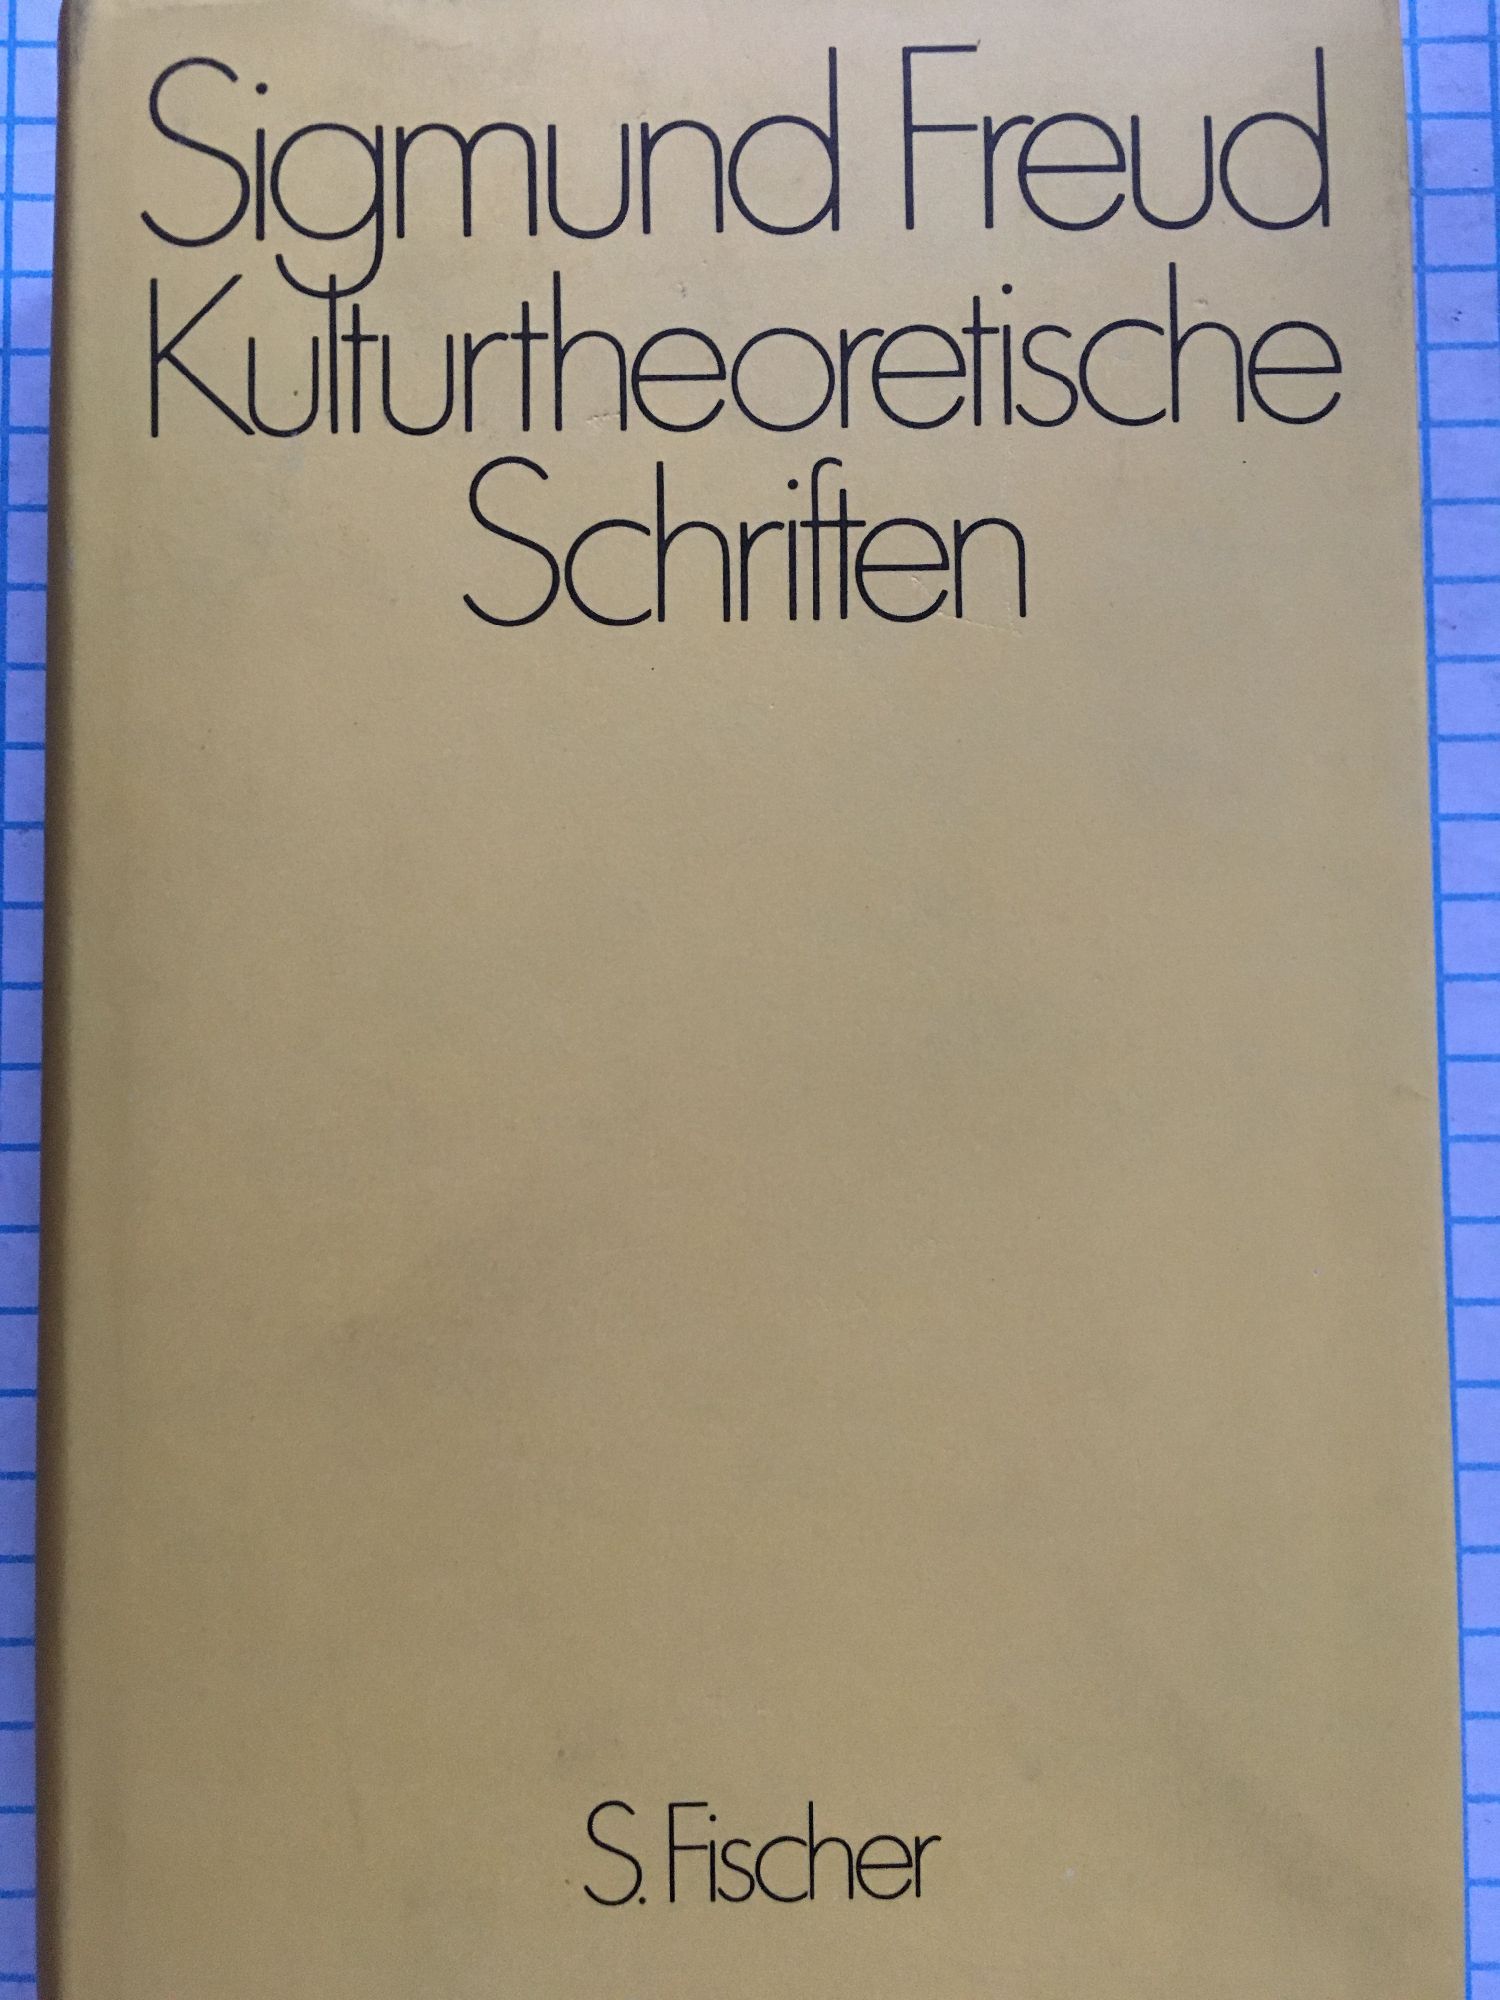 Sigmund Freud
Kulturtheoretische
Schriften
S. Fischer